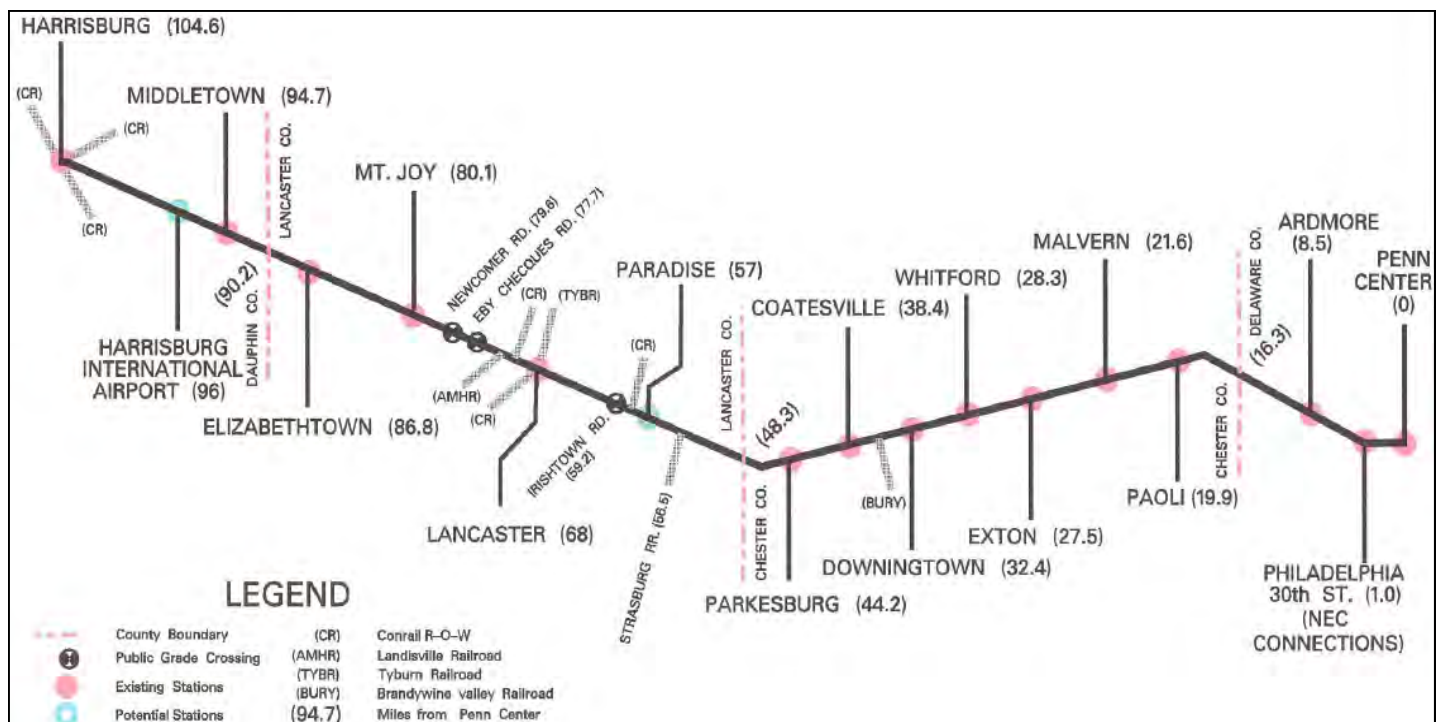 HARRISBURG (104.6)
(CR)
(CR)
(CR)
MIDDLETOWN (94.7)
LANCASTER CO.
DAUPHIN CO.
(90.2)
HARRISBURG
INTERNATIONAL
AIRPORT (96)
ELIZABETHTOWN (86.8)
MT. JOY (80.1)
NEWCOMER RD. (79.6)
EBY CHECQUES RD. (77.7)
(CR)
(TYBR)
(AMHR)
(CR)
LANCASTER (68)
IRISHTOWN RD.
(59.2)
(CR)
PARADISE (57)
STRASBURG RR. (56.5)
LANCASTER CO.
CHESTER CO.
(48.3)
PARKESBURG (44.2)
COATESVILLE (38.4)
(BURY)
DOWNINGTOWN (32.4)
WHITFORD (28.3)
EXTON (27.5)
MALVERN (21.6)
PAOLI (19.9)
DELAWARE CO.
CHESTER CO.
(16.3)
ARDMORE
(8.5)
PENN
CENTER
(0)
PHILADELPHIA
30th ST. (1.0)
(NEC
CONNECTIONS)
LEGEND
County Boundary
Public Grade Crossing
Existing Stations
Potential Stations
(CR) Conrail R-O-W
(AMHR) Landisville Railroad
(TYBR) Tyburn Railroad
(BURY) Brandywine valley Railroad
(94.7) Miles from Penn Center